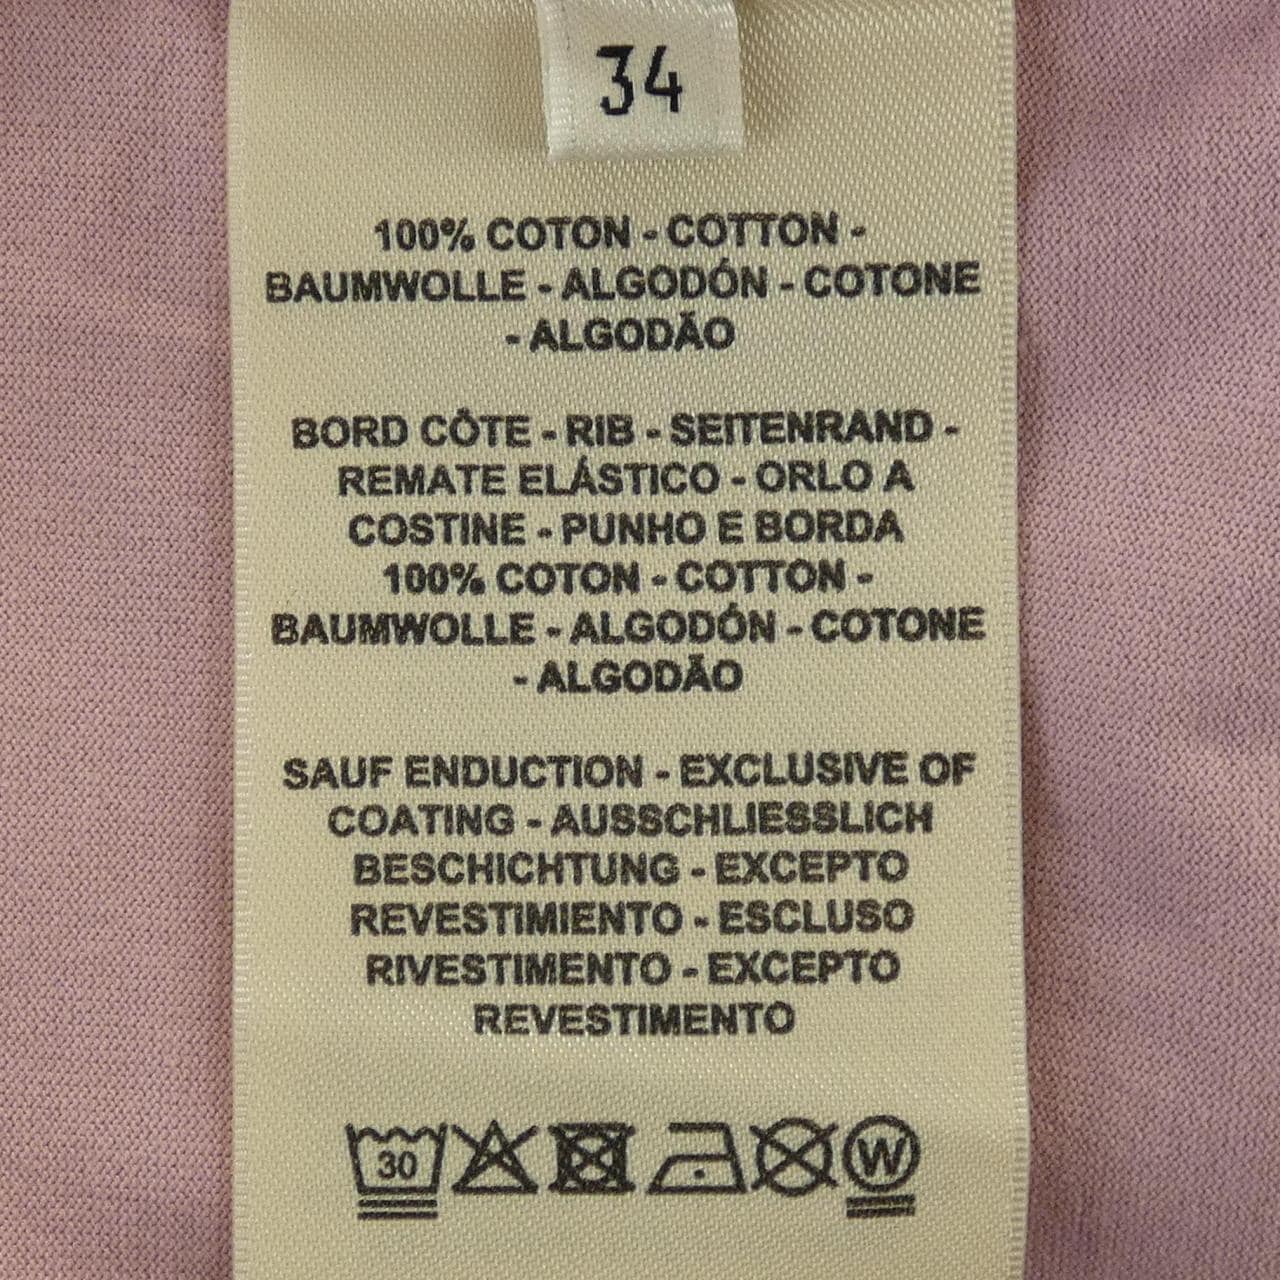 34
100% COTON - COTTON -
BAUMWOLLE - ALGODÓN - COTONE
- ALGODÃO
BORD CÔTE - RIB - SEITENRAND -
REMATE ELÁSTICO - ORLO A
COSTINE - PUNHO E BORDA
100% COTON - COTTON -
BAUMWOLLE - ALGODÓN - COTONE
- ALGODÃO
SAUF ENDUCTION - EXCLUSIVE OF
COATING - AUSSCHLIESSLICH
BESCHICHTUNG - EXCEPTO
REVESTIMIENTO - ESCLUSO
RIVESTIMENTO - EXCEPTO
REVESTIMENTO
30 W